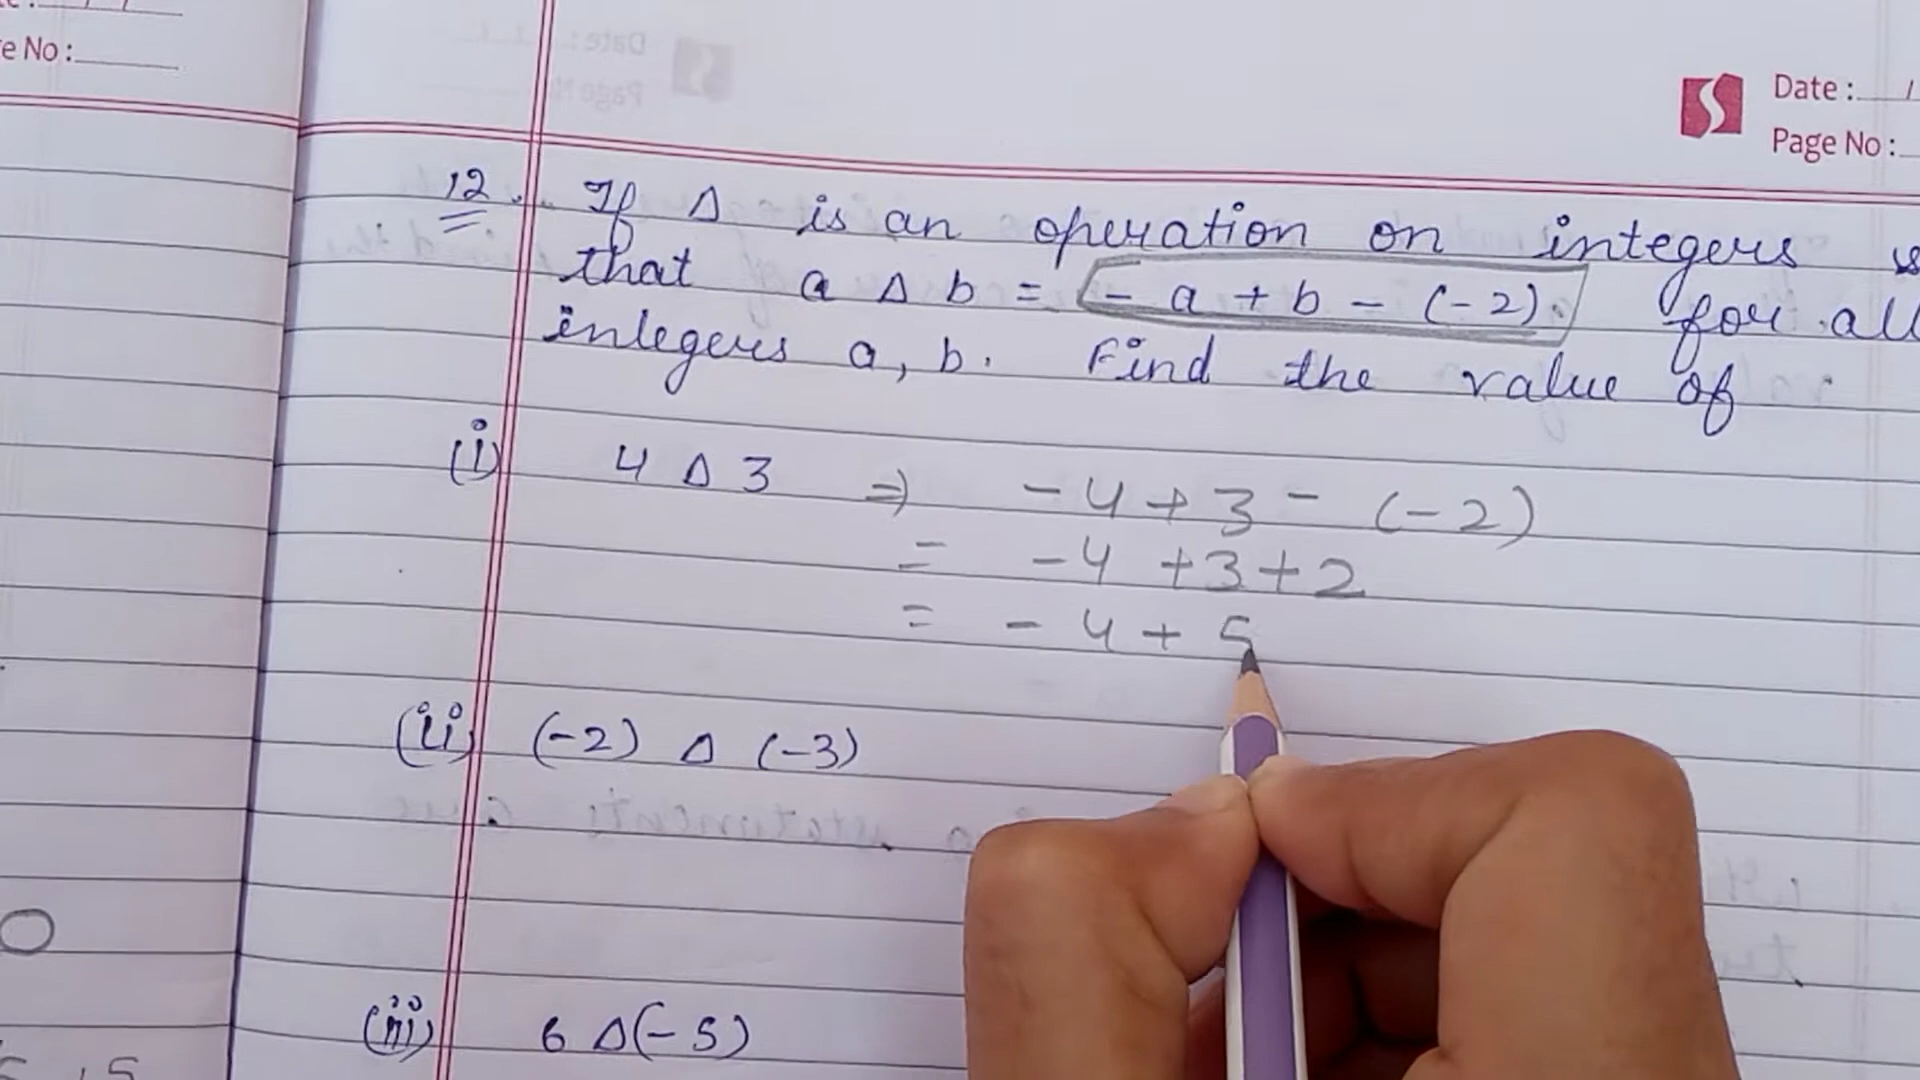 e No :
Date :
Page No :
12. If Δ is an operation on integers
that a Δ b = - a + b - (-2). for all
integers a, b. Find the value of
(i) 4 Δ 3 ⇒ -4+3- (-2)
= -4 +3+2
= - 4 + 5
(ii) (-2) Δ (-3)
(iii) 6 Δ(-5)